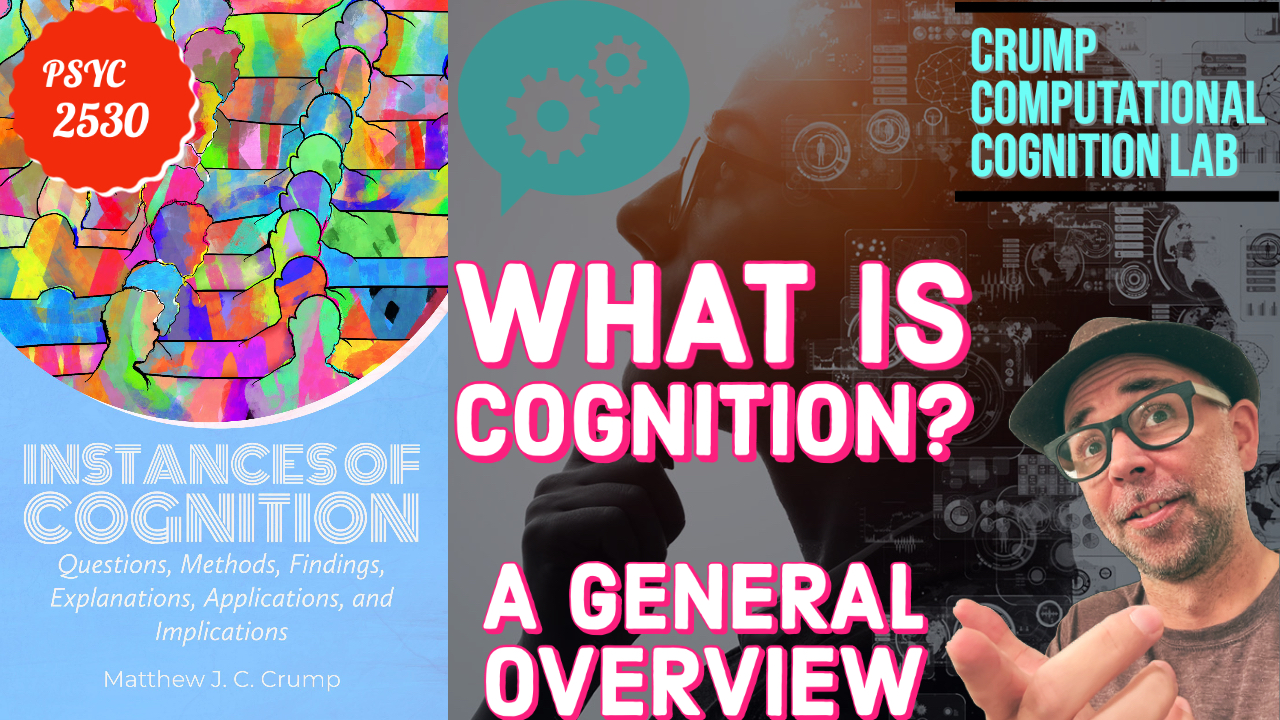 PSYC
2530
INSTANCES OF
COGNITION
Questions, Methods, Findings,
Explanations, Applications, and
Implications
Matthew J. C. Crump
CRUMP
COMPUTATIONAL
COGNITION LAB
WHAT IS
COGNITION?
A GENERAL
OVERVIEW